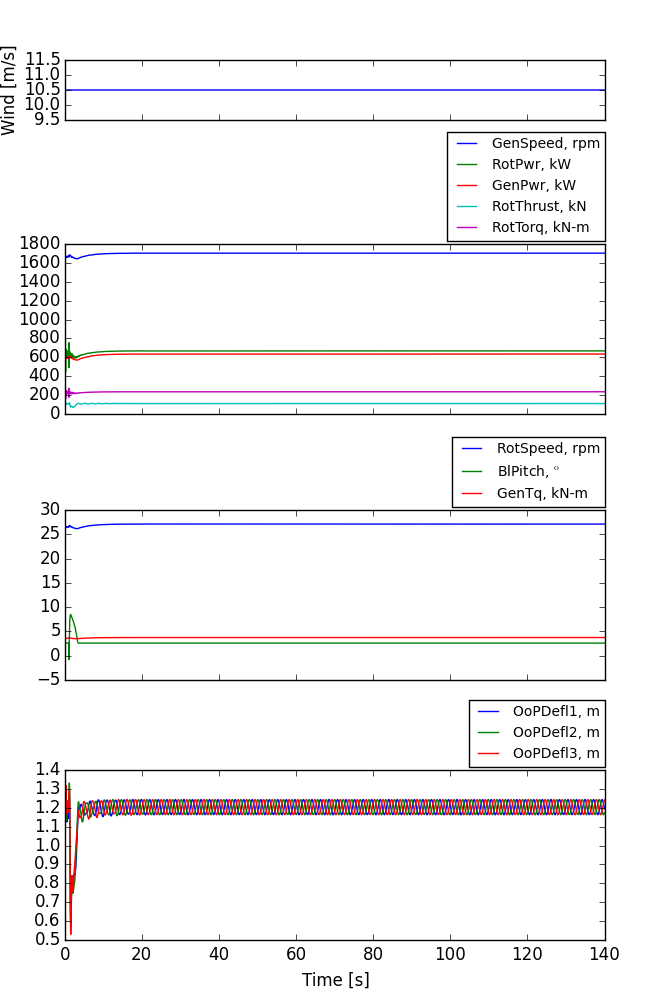 Wind [m/s]
11.5
11.0
10.5
10.0
9.5
GenSpeed, rpm
RotPwr, kW
GenPwr, kW
RotThrust, kN
RotTorq, kN-m
1800
1600
1400
1200
1000
800
600
400
200
0
RotSpeed, rpm
BlPitch, °
GenTq, kN-m
30
25
20
15
10
5
0
−5
OoPDefl1, m
OoPDefl2, m
OoPDefl3, m
1.4
1.3
1.2
1.1
1.0
0.9
0.8
0.7
0.6
0.5
0 20 40 60 80 100 120 140
Time [s]